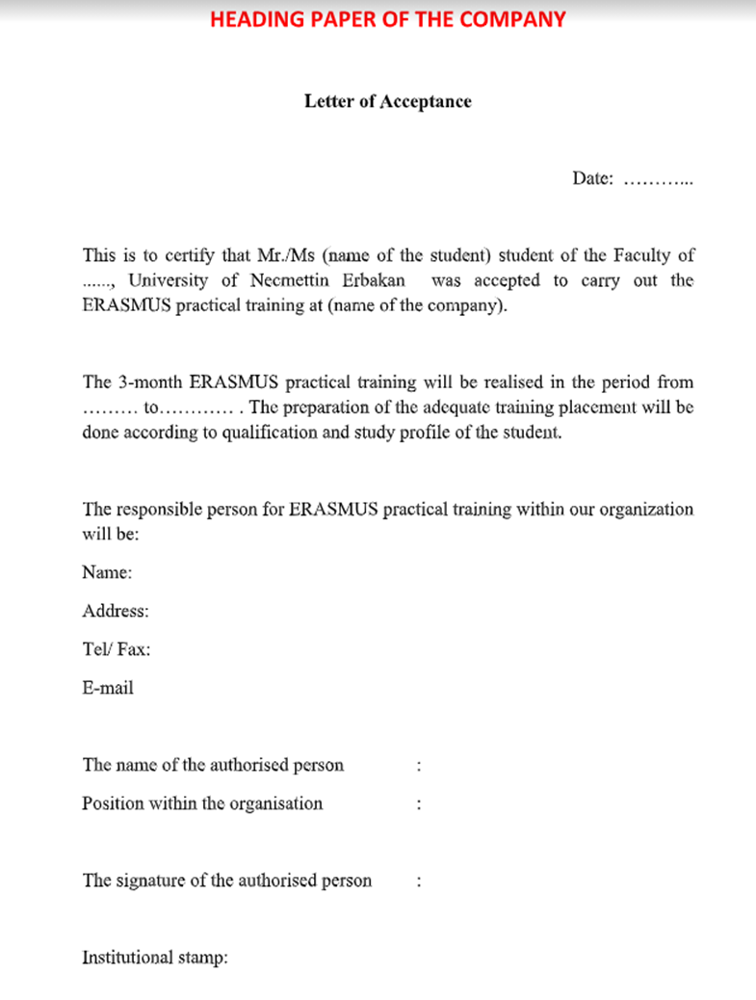 HEADING PAPER OF THE COMPANY
Letter of Acceptance
Date: ............
This is to certify that Mr./Ms (name of the student) student of the Faculty of
......, University of Necmettin Erbakan was accepted to carry out the
ERASMUS practical training at (name of the company).
The 3-month ERASMUS practical training will be realised in the period from
......... to............ . The preparation of the adequate training placement will be
done according to qualification and study profile of the student.
The responsible person for ERASMUS practical training within our organization
will be:
Name:
Address:
Tel/ Fax:
E-mail
The name of the authorised person :
Position within the organisation :
The signature of the authorised person :
Institutional stamp: